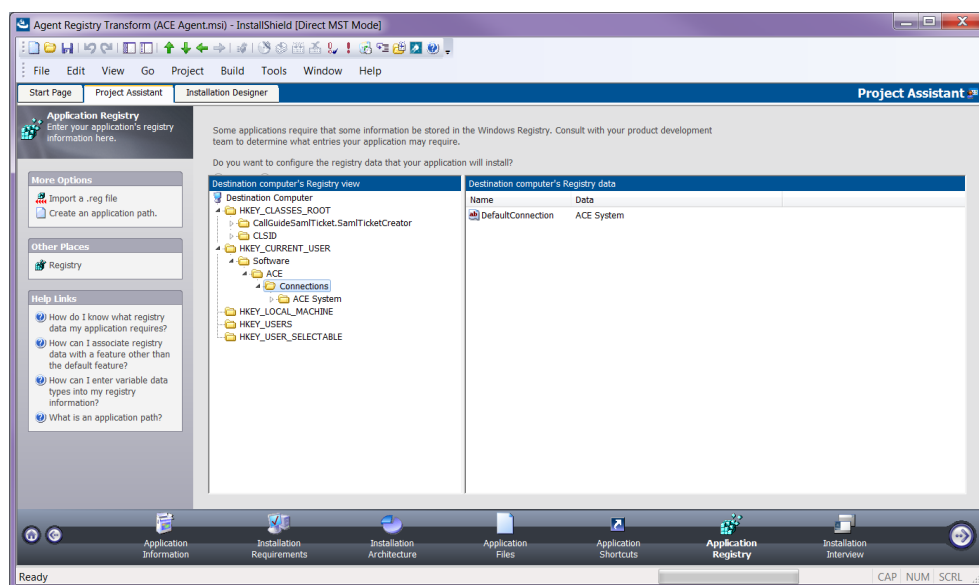 Agent Registry Transform (ACE Agent.msi) - InstallShield [Direct MST Mode]
File Edit View Go Project Build Tools Window Help
Start Page Project Assistant Installation Designer Project Assistant
Application Registry
Enter your application's registry
information here.
Some applications require that some information be stored in the Windows Registry. Consult with your product development
team to determine what entries your application may require.
Do you want to configure the registry data that your application will install?
More Options
Import a .reg file
Create an application path.
Other Places
Registry
Help Links
How do I know what registry
data my application requires?
How can I associate registry
data with a feature other than
the default feature?
How can I enter variable data
types into my registry
information?
What is an application path?
Destination computer's Registry view
Destination Computer
HKEY_CLASSES_ROOT
CallGuideSamlTicket.SamlTicketCreator
CLSID
HKEY_CURRENT_USER
Software
ACE
Connections
ACE System
HKEY_LOCAL_MACHINE
HKEY_USERS
HKEY_USER_SELECTABLE
Destination computer's Registry data
Name Data
DefaultConnection ACE System
Application
Information
Installation
Requirements
Installation
Architecture
Application
Files
Application
Shortcuts
Application
Registry
Installation
Interview
Ready CAP NUM SCRL